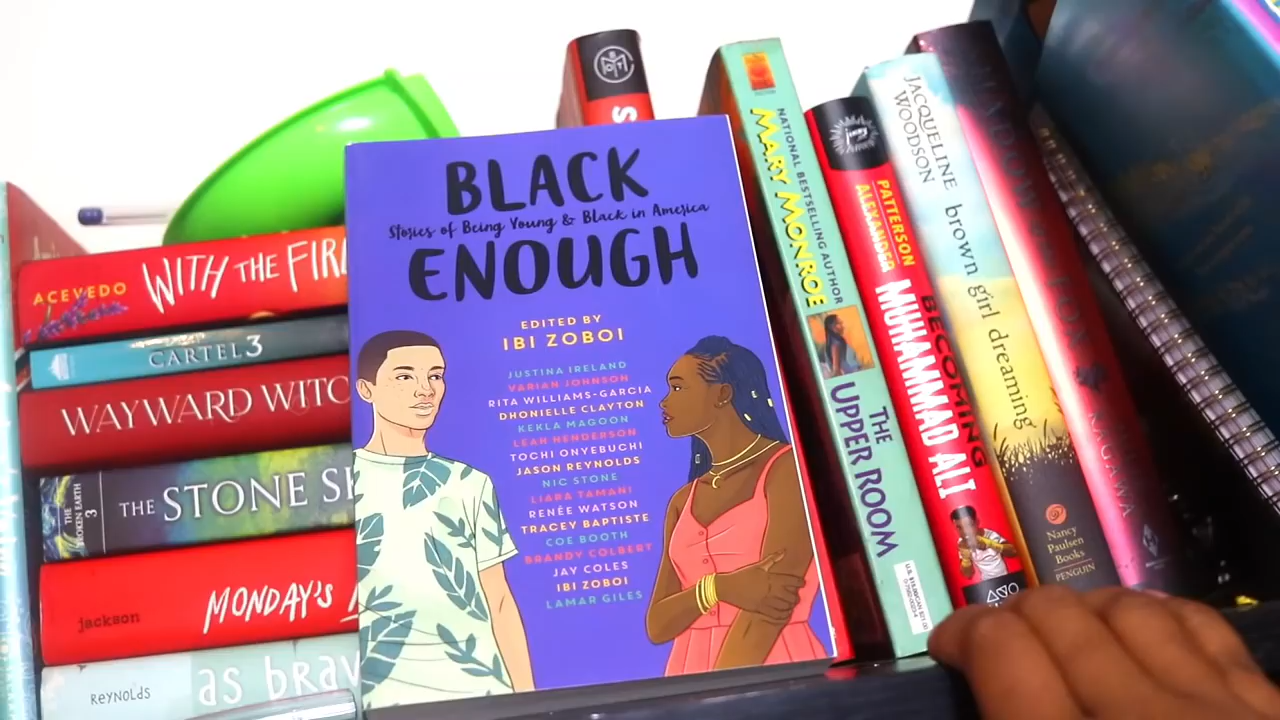 BLACK
Stories of Being Young & Black in America
ENOUGH
EDITED BY
IBI ZOBOI
JUSTINA IRELAND
VARIAN JOHNSON
RITA WILLIAMS-GARCIA
DHONIELLE CLAYTON
KEKLA MAGOON
LEAH HENDERSON
TOCHI ONYEBUCHI
JASON REYNOLDS
NIC STONE
LIARA TAMANI
RENÉE WATSON
TRACEY BAPTISTE
COE BOOTH
BRANDY COLBERT
JAY COLES
IBI ZOBOI
LAMAR GILES
ACEVEDO WITH THE FIRE
CARTEL 3
WAYWARD WITC
THE BROKEN EARTH 3 THE STONE S
jackson MONDAY'S
REYNOLDS as brav
S
NATIONAL BESTSELLING AUTHOR
MARY MONROE
THE
UPPER ROOM
jimmy
PATTERSON
ALEXANDER
BECOMING
MUHAMMAD ALI
JACQUELINE
WOODSON
brown girl dreaming
Nancy
Paulsen
Books
PENGUIN
FOX
KAGAWA